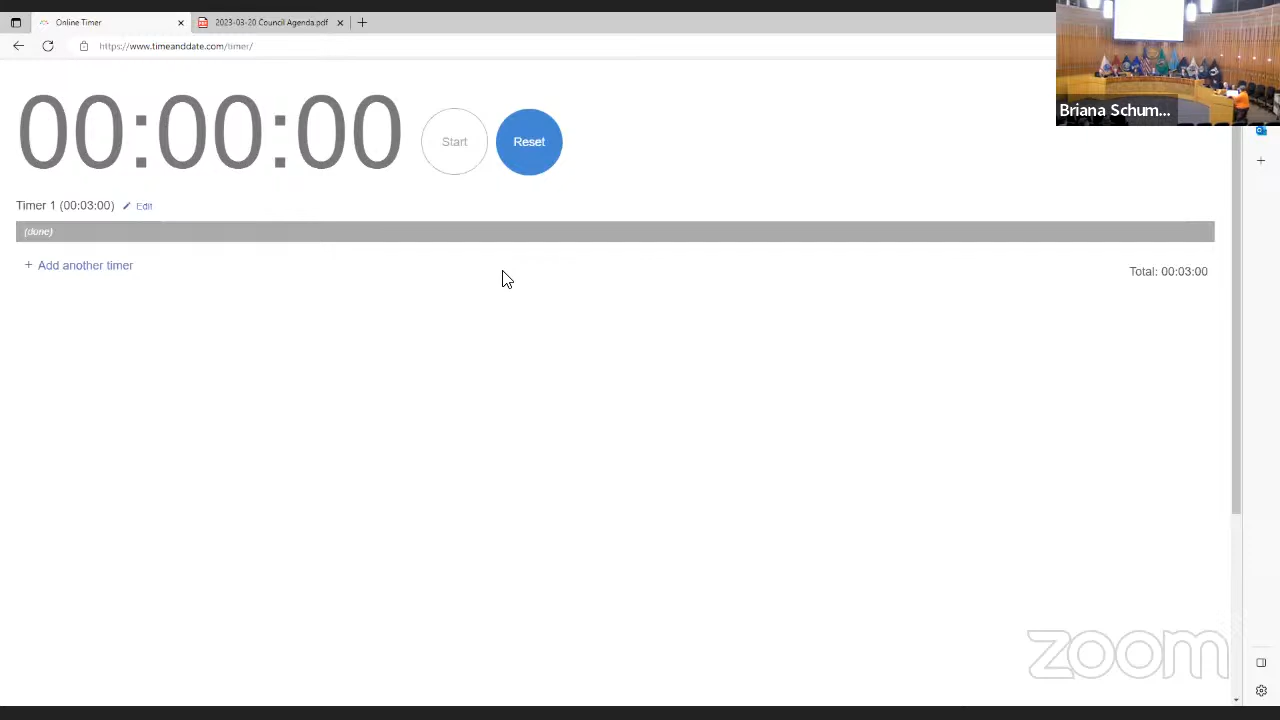 Online Timer
2023-03-20 Council Agenda.pdf
https://www.timeanddate.com/timer/
Briana Schum...
00:00:00
Start
Reset
Timer 1 (00:03:00)
Edit
(done)
+ Add another timer
Total: 00:03:00
zoom